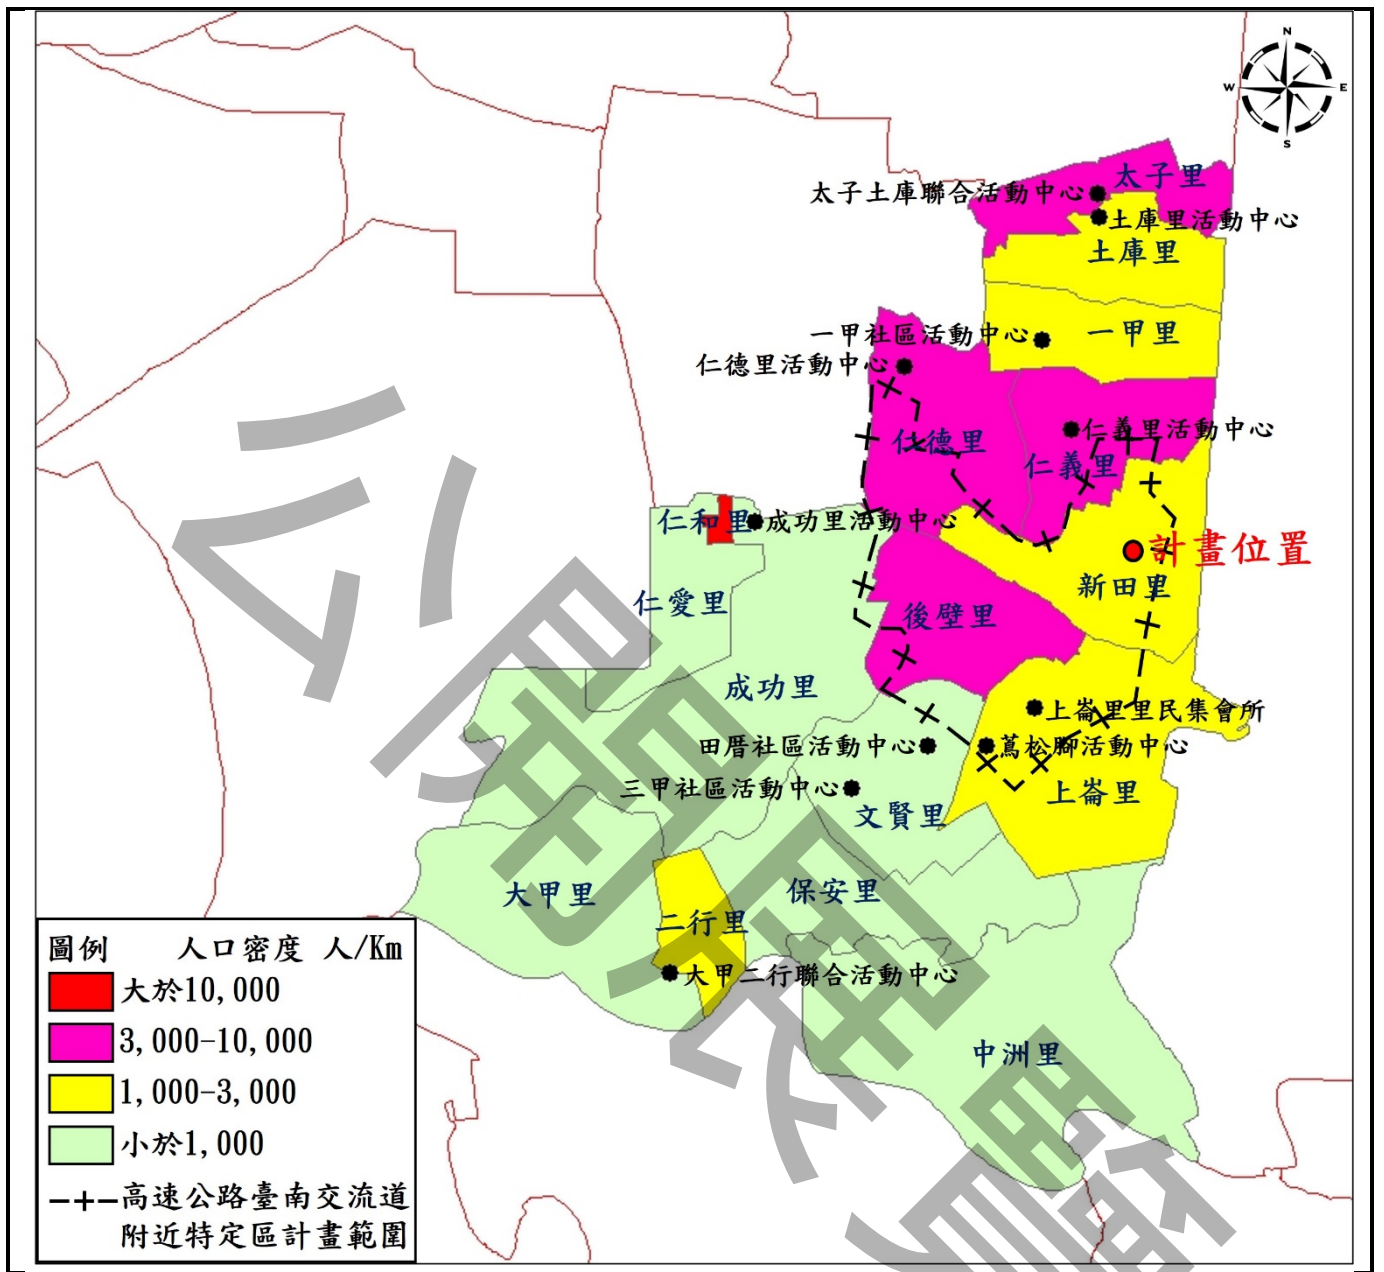 N
W
E
S
太子里
太子土庫聯合活動中心
土庫里活動中心
土庫里
一甲社區活動中心
一甲里
仁德里活動中心
仁義里活動中心
仁德里
仁義里
仁和里
成功里活動中心
計畫位置
新田里
仁愛里
後壁里
成功里
上崙里里民集會所
田厝社區活動中心
蔦松腳活動中心
三甲社區活動中心
上崙里
文賢里
大甲里
保安里
二行里
大甲二行聯合活動中心
中洲里
圖例 人口密度 人/Km
大於10,000
3,000-10,000
1,000-3,000
小於1,000
高速公路臺南交流道
附近特定區計畫範圍
公開展覽